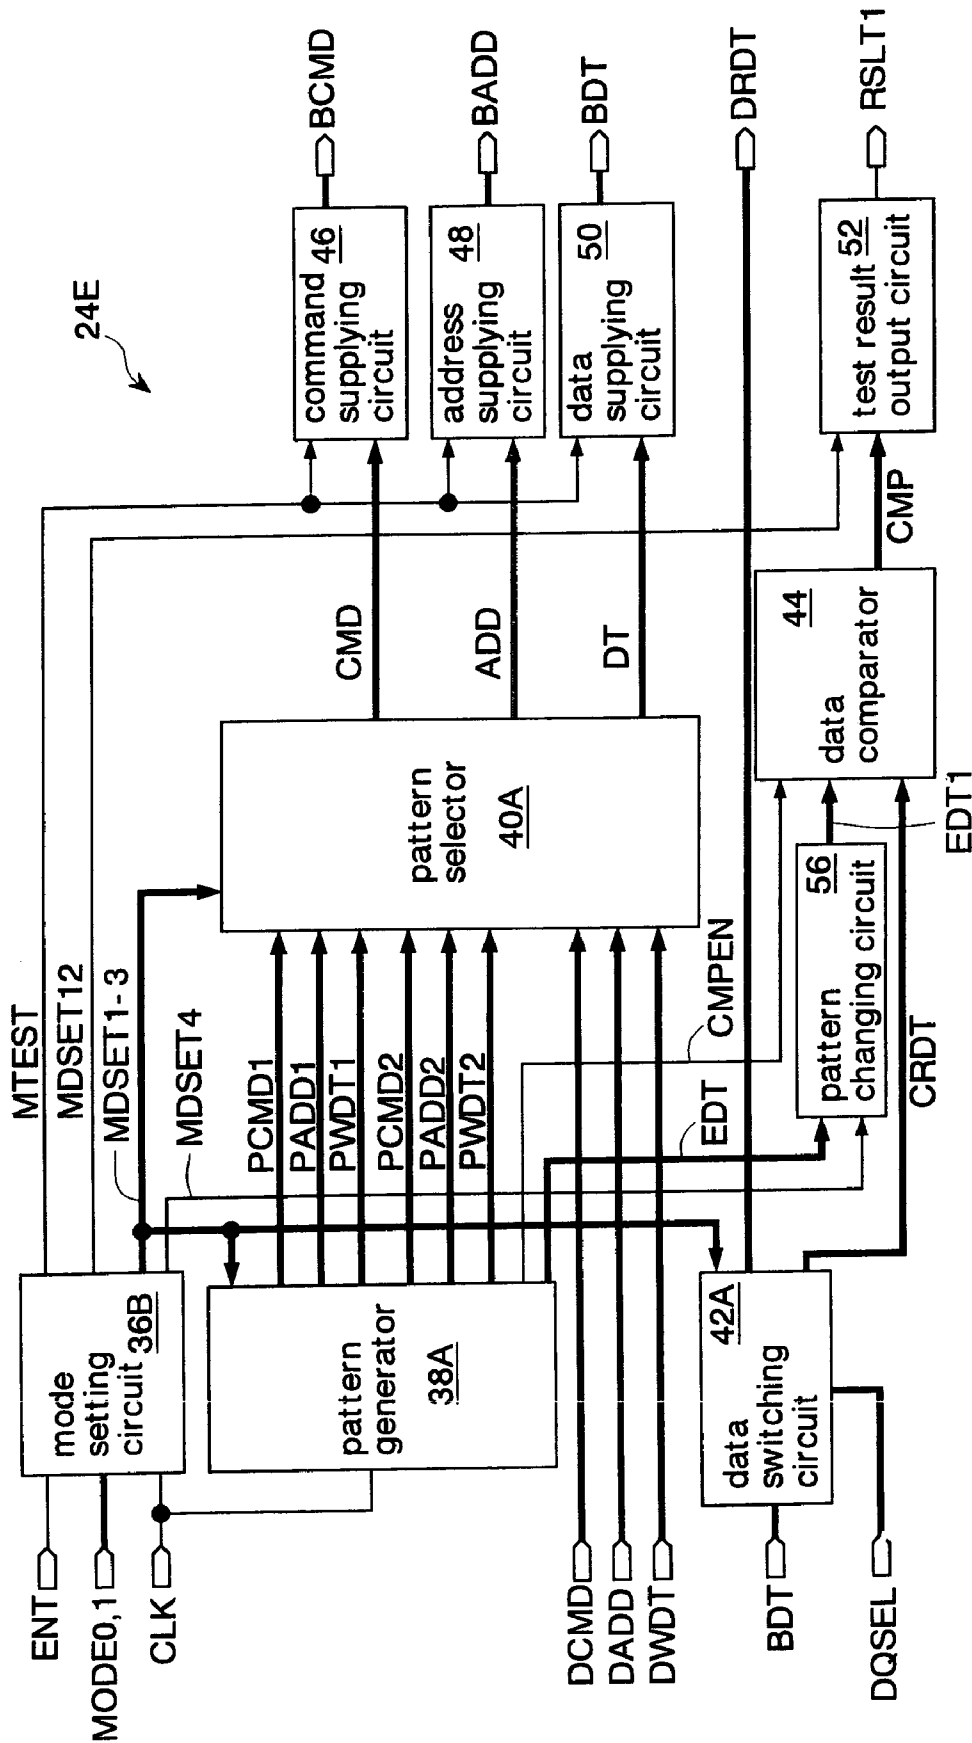 24E
ENT
MODE0,1
CLK
mode
setting
circuit 36B
MTEST
MDSET12
MDSET1-3
MDSET4
pattern
generator
38A
PCMD1
PADD1
PWDT1
PCMD2
PADD2
PWDT2
CMPEN
EDT
DCMD
DADD
DWDT
pattern
selector
40A
CMD
ADD
DT
command 46
supplying
circuit
BCMD
address 48
supplying
circuit
BADD
data 50
supplying
circuit
BDT
BDT
DQSEL
data 42A
switching
circuit
DRDT
CRDT
pattern 56
changing circuit
EDT1
data 44
comparator
CMP
test result 52
output circuit
RSLT1